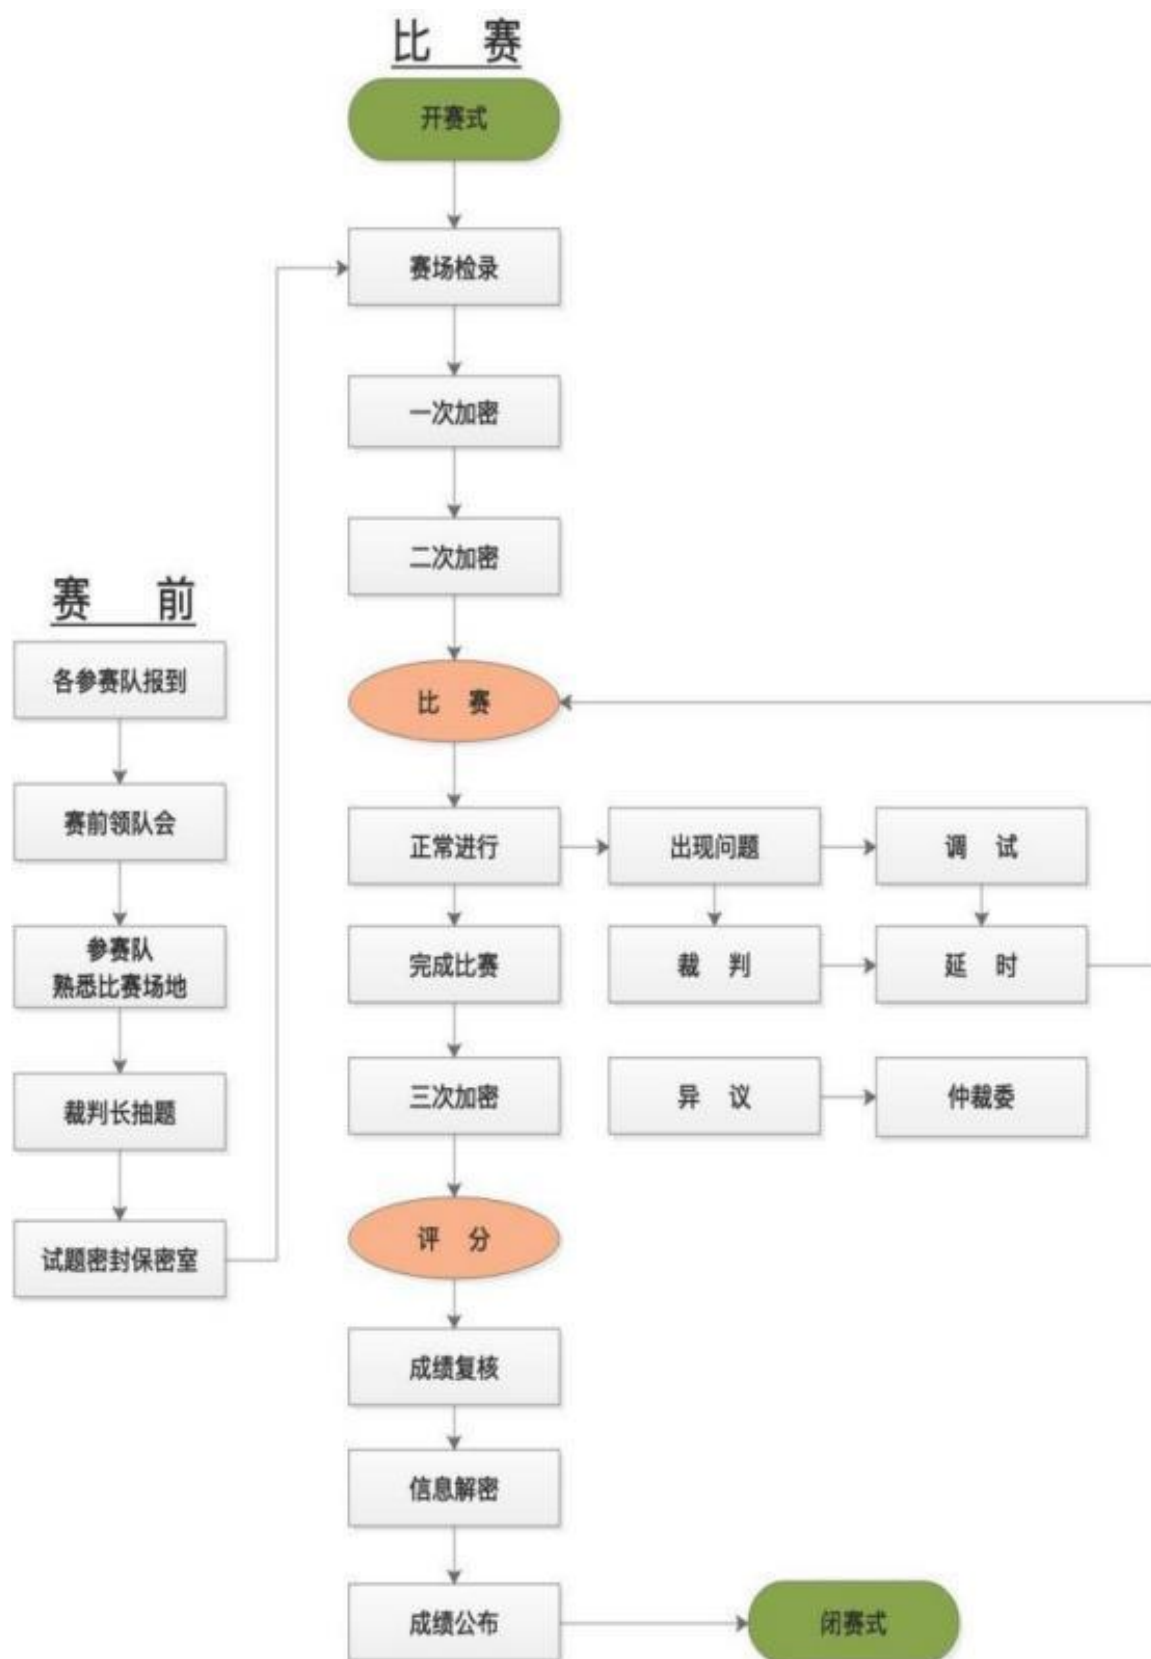 比 赛
开赛式
赛场检录
一次加密
二次加密
赛 前
各参赛队报到
赛前领队会
参赛队
熟悉比赛场地
裁判长抽题
试题密封保密室
比 赛
正常进行
出现问题
调 试
完成比赛
裁 判
延 时
三次加密
异 议
仲裁委
评 分
成绩复核
信息解密
成绩公布
闭赛式